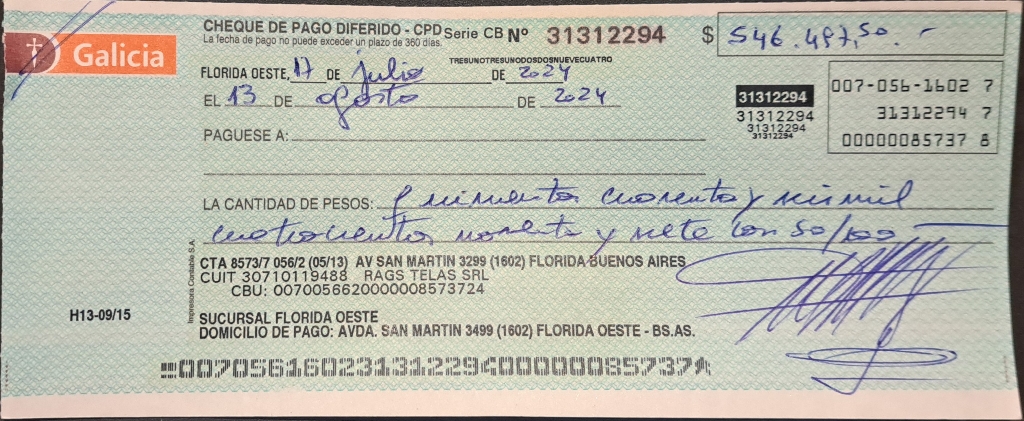 Galicia
CHEQUE DE PAGO DIFERIDO - CPD Serie CB Nº 31312294 $ 546.497,50.-
La fecha de pago no puede exceder un plazo de 360 días.
TRESUNOTRESUNODOSDOSNUEVECUATRO
FLORIDA OESTE, 17 DE julio DE 2024
EL 13 DE agosto DE 2024
31312294
31312294
31312294
31312294
007-056-1602 7
31312294 7
00000085737 8
PAGUESE A:
LA CANTIDAD DE PESOS: quinientos cuarenta y seis mil
cuatrocientos noventa y siete con 50/100
Impresora Contable S.A.
CTA 8573/7 056/2 (05/13) AV SAN MARTIN 3299 (1602) FLORIDA-BUENOS AIRES
CUIT 30710119488 RAGS TELAS SRL
CBU: 0070056620000008573724
H13-09/15
SUCURSAL FLORIDA OESTE
DOMICILIO DE PAGO: AVDA. SAN MARTIN 3499 (1602) FLORIDA OESTE - BS.AS.
00705616023131229400000085737